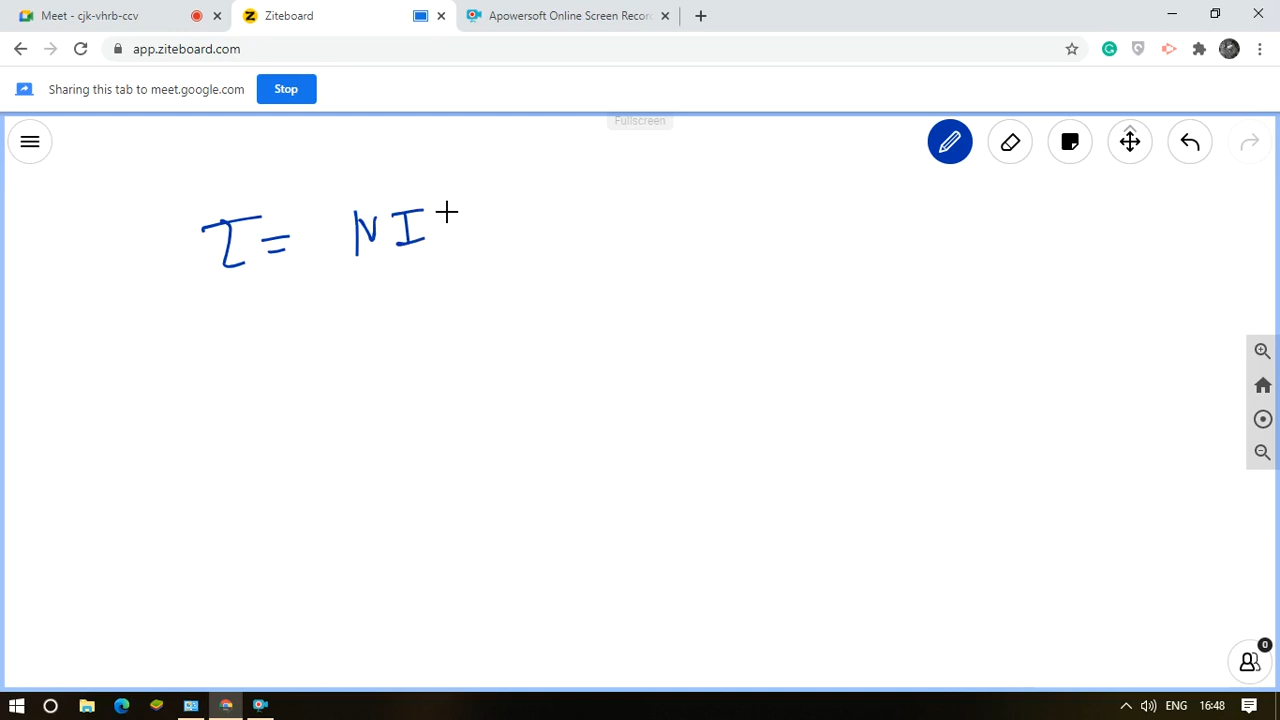 Meet - cjk-vhrb-ccv Ziteboard Apowersoft Online Screen Recor
app.ziteboard.com
Sharing this tab to meet.google.com Stop
Fullscreen
τ = NI
0
ENG 16:48